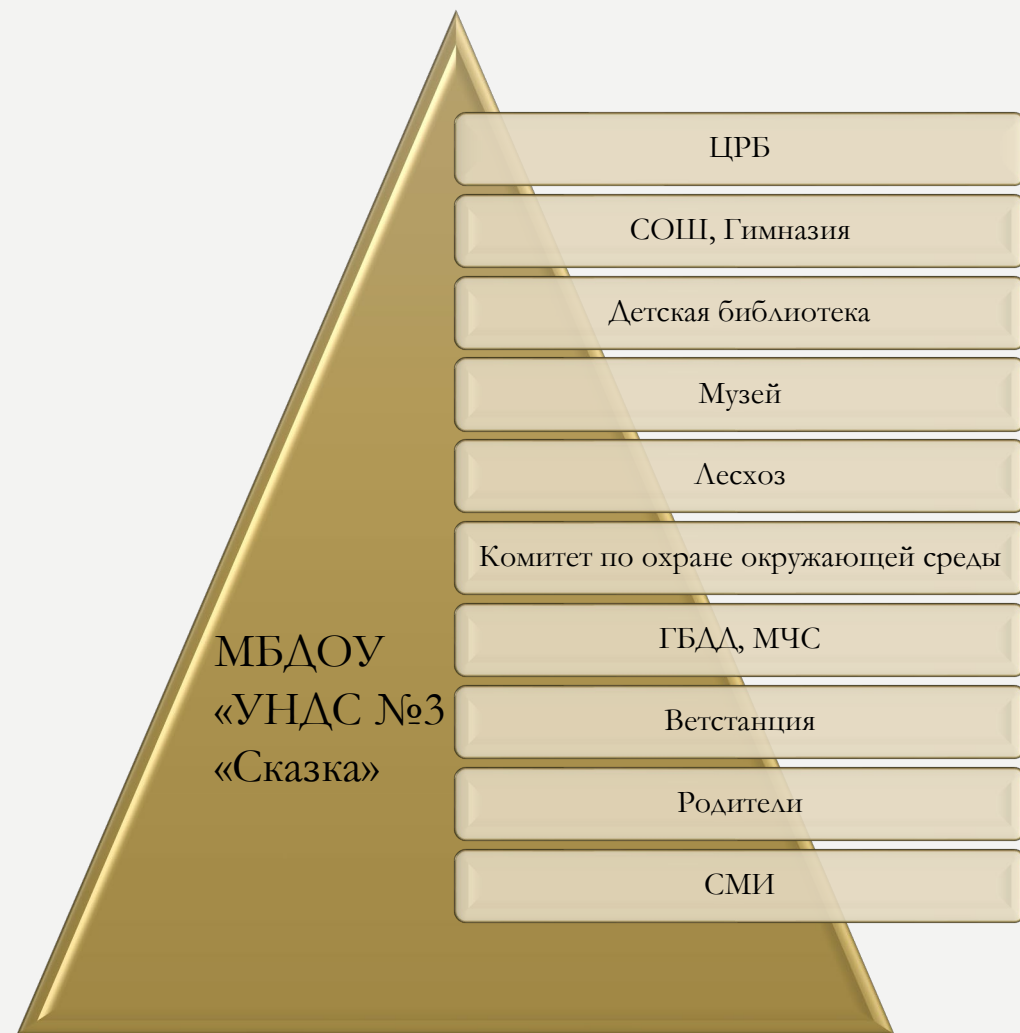 ЦРБ
СОШ, Гимназия
Детская библиотека
Музей
Лесхоз
Комитет по охране окружающей среды
ГБДД, МЧС
Ветстанция
Родители
СМИ
МБДОУ
«УНДС №3
«Сказка»